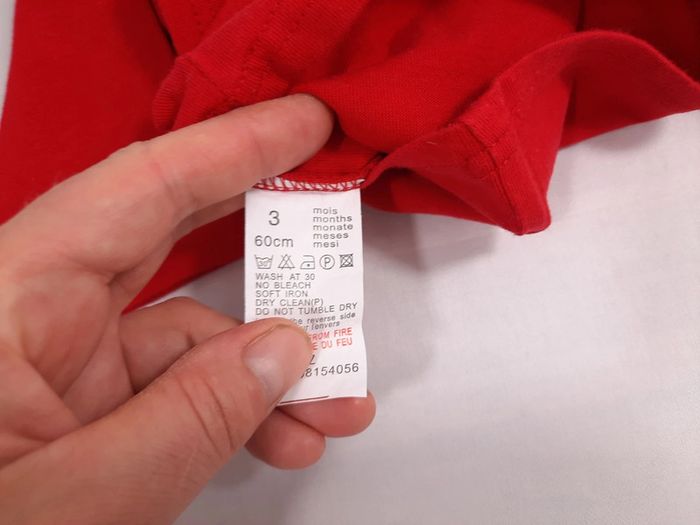 3
60cm
mois
months
monate
meses
mesi
WASH AT 30
NO BLEACH
SOFT IRON
DRY CLEAN(P)
DO NOT TUMBLE DRY
the reverse side
l'envers
FROM FIRE
DU FEU
8154056